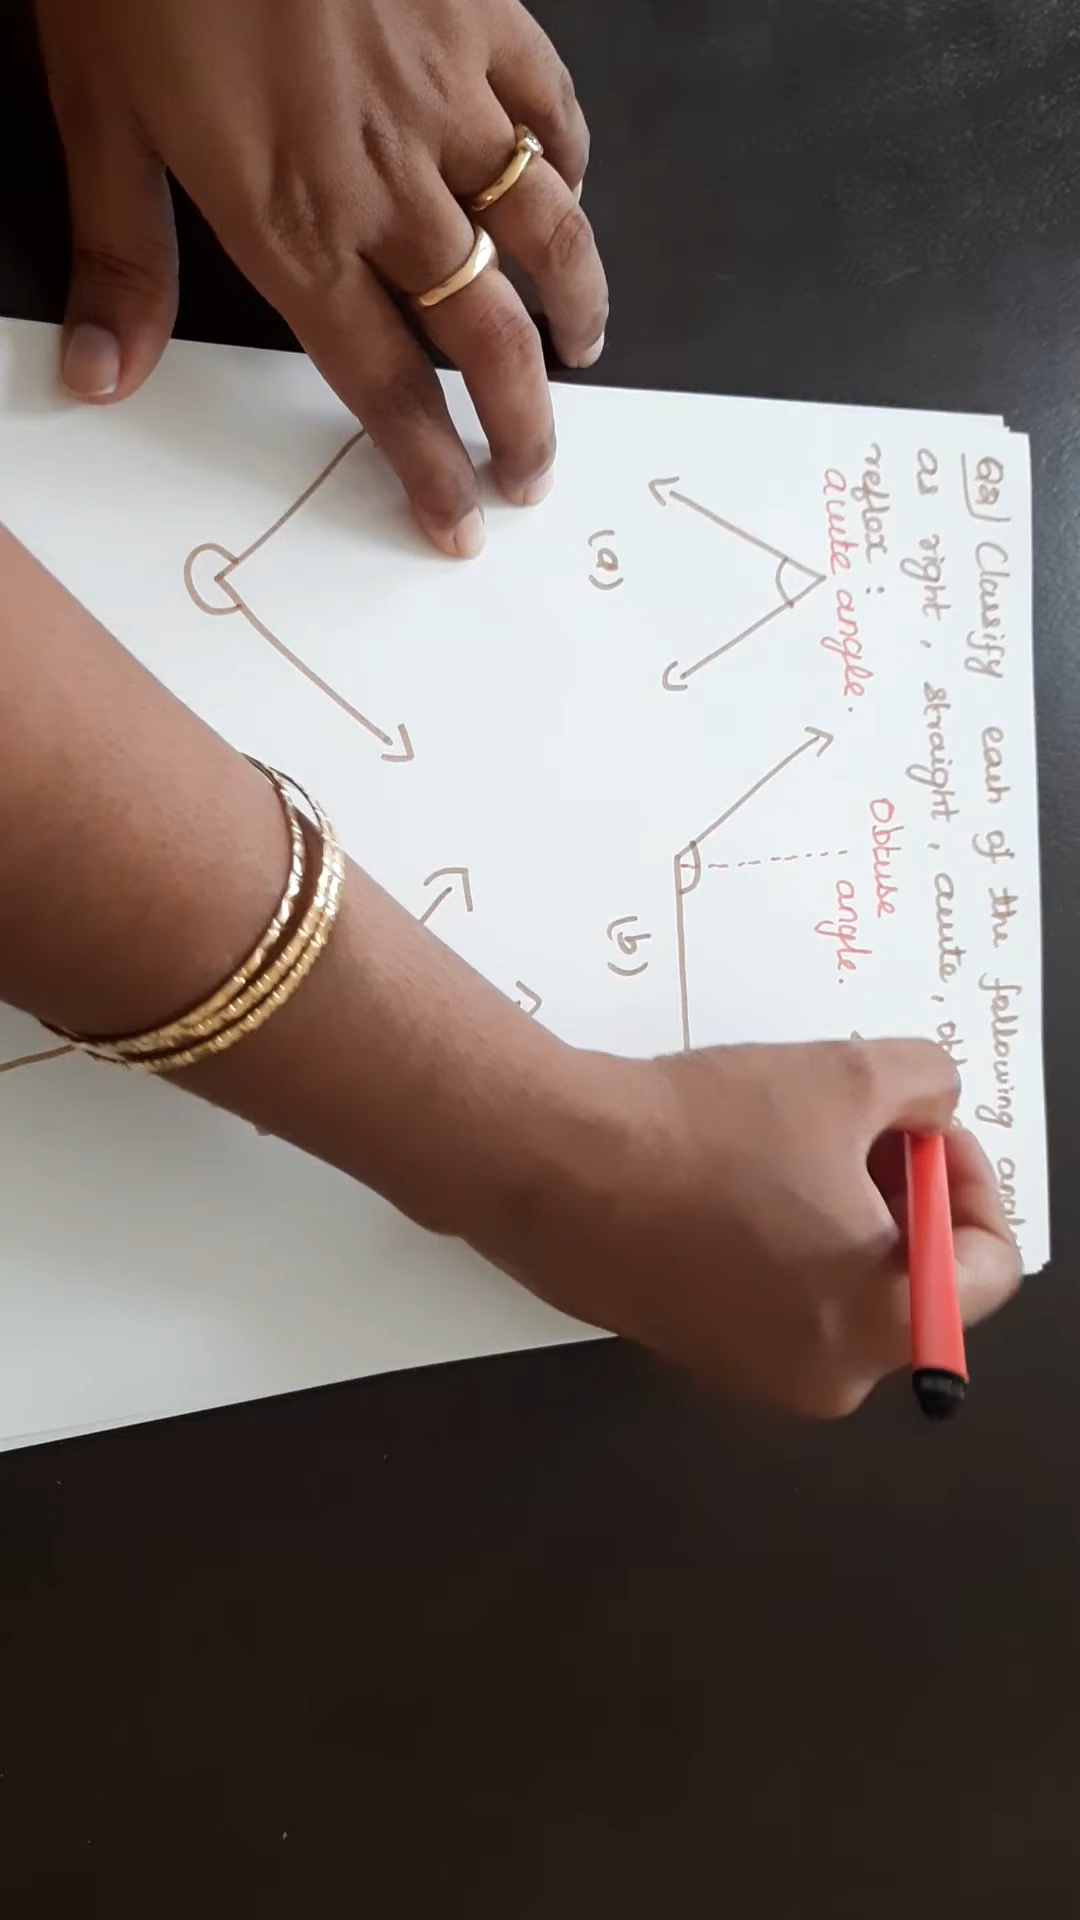 Q2) Classify each of the following
as right, straight, acute,
reflex :
acute angle.
obtuse
angle.
(a)
(b)